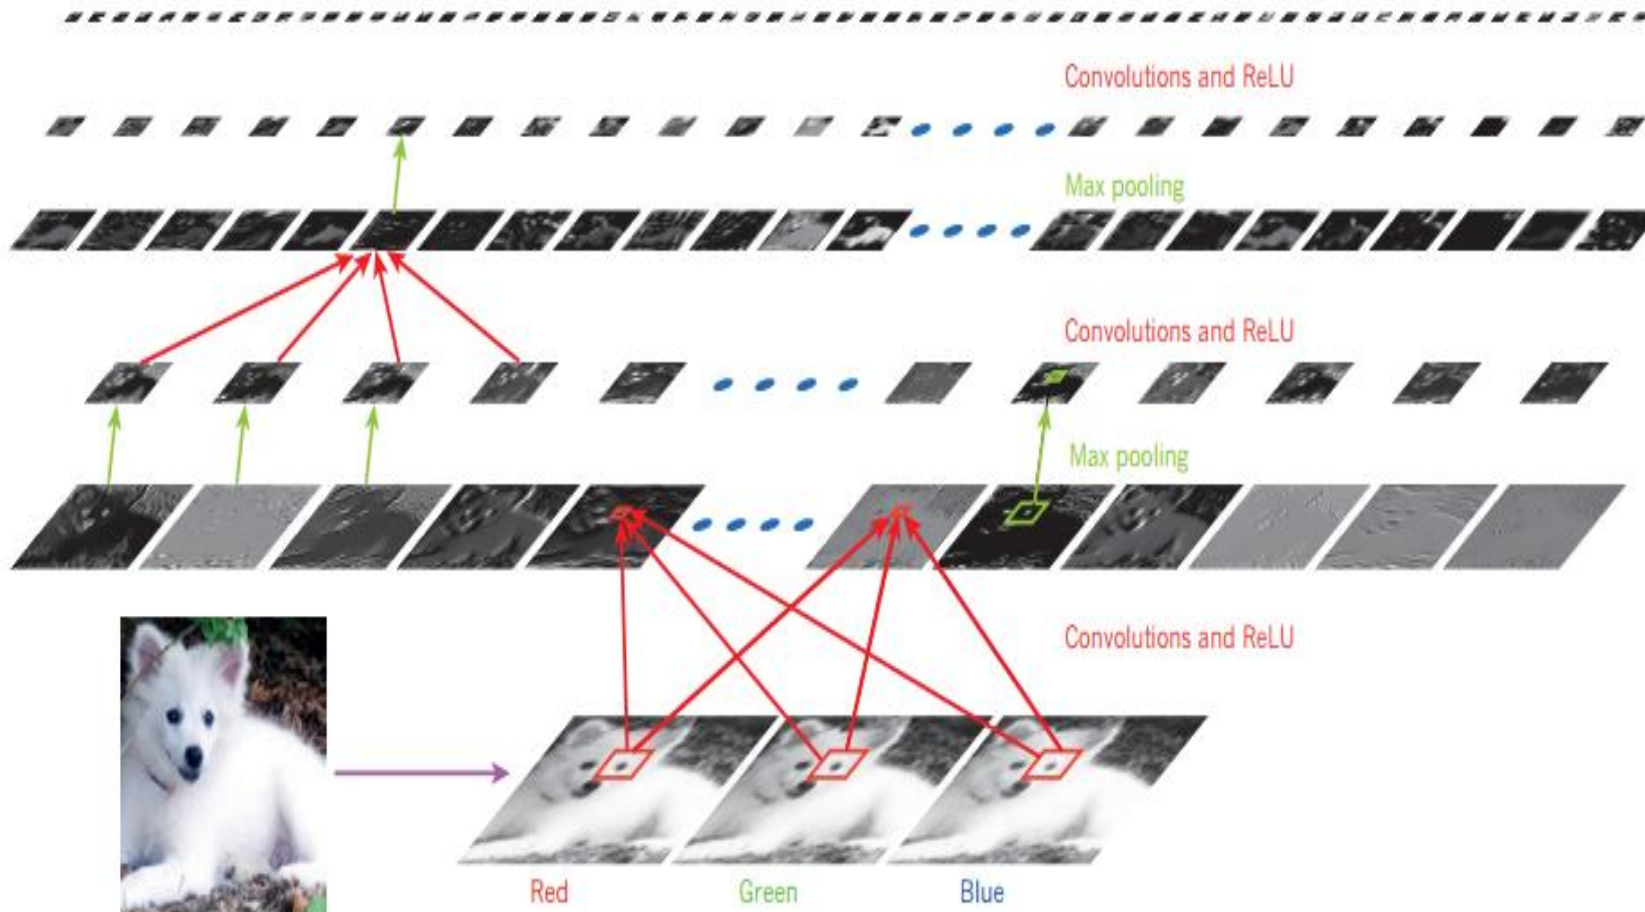 Convolutions and ReLU
Max pooling
Convolutions and ReLU
Max pooling
Convolutions and ReLU
Red
Green
Blue